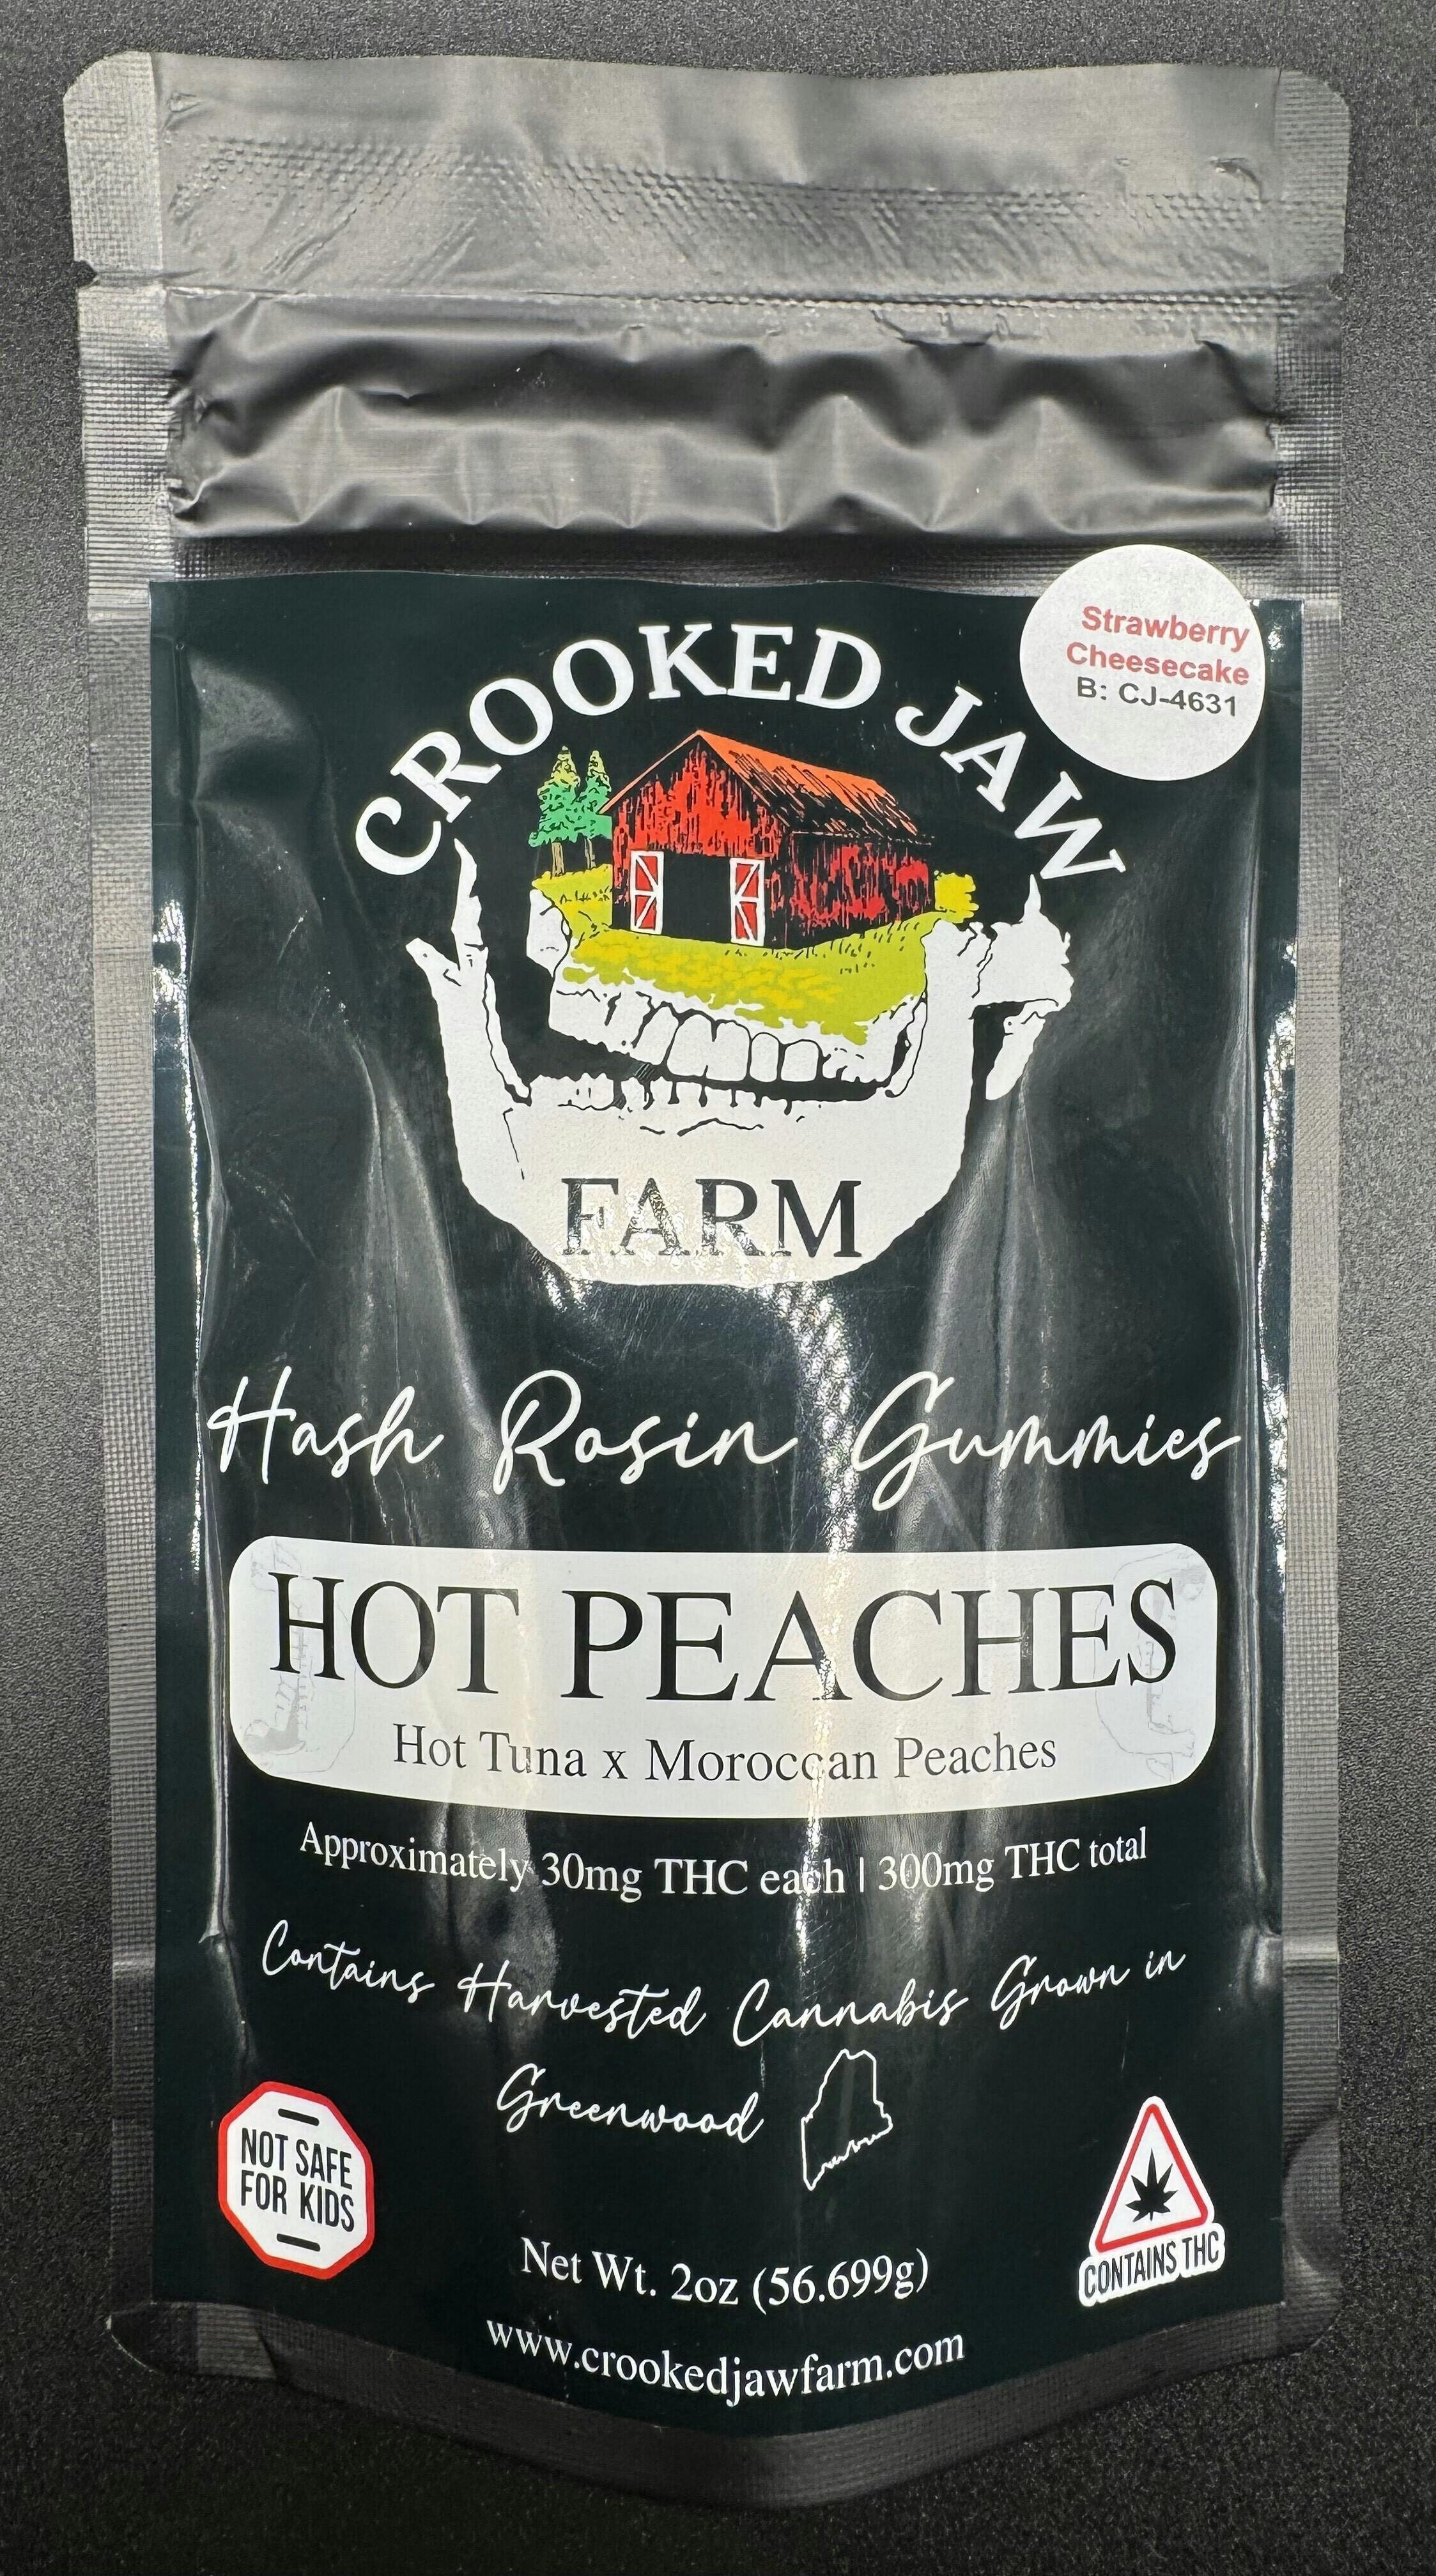 Strawberry
Cheesecake
B: CJ-4631
CROOKED JAW
FARM
Hash Rosin Gummies
HOT PEACHES
Hot Tuna x Moroccan Peaches
Approximately 30mg THC each | 300mg THC total
Contains Harvested Cannabis Grown in
Greenwood
NOT SAFE
FOR KIDS
CONTAINS THC
Net Wt. 2oz (56.699g)
www.crookedjawfarm.com